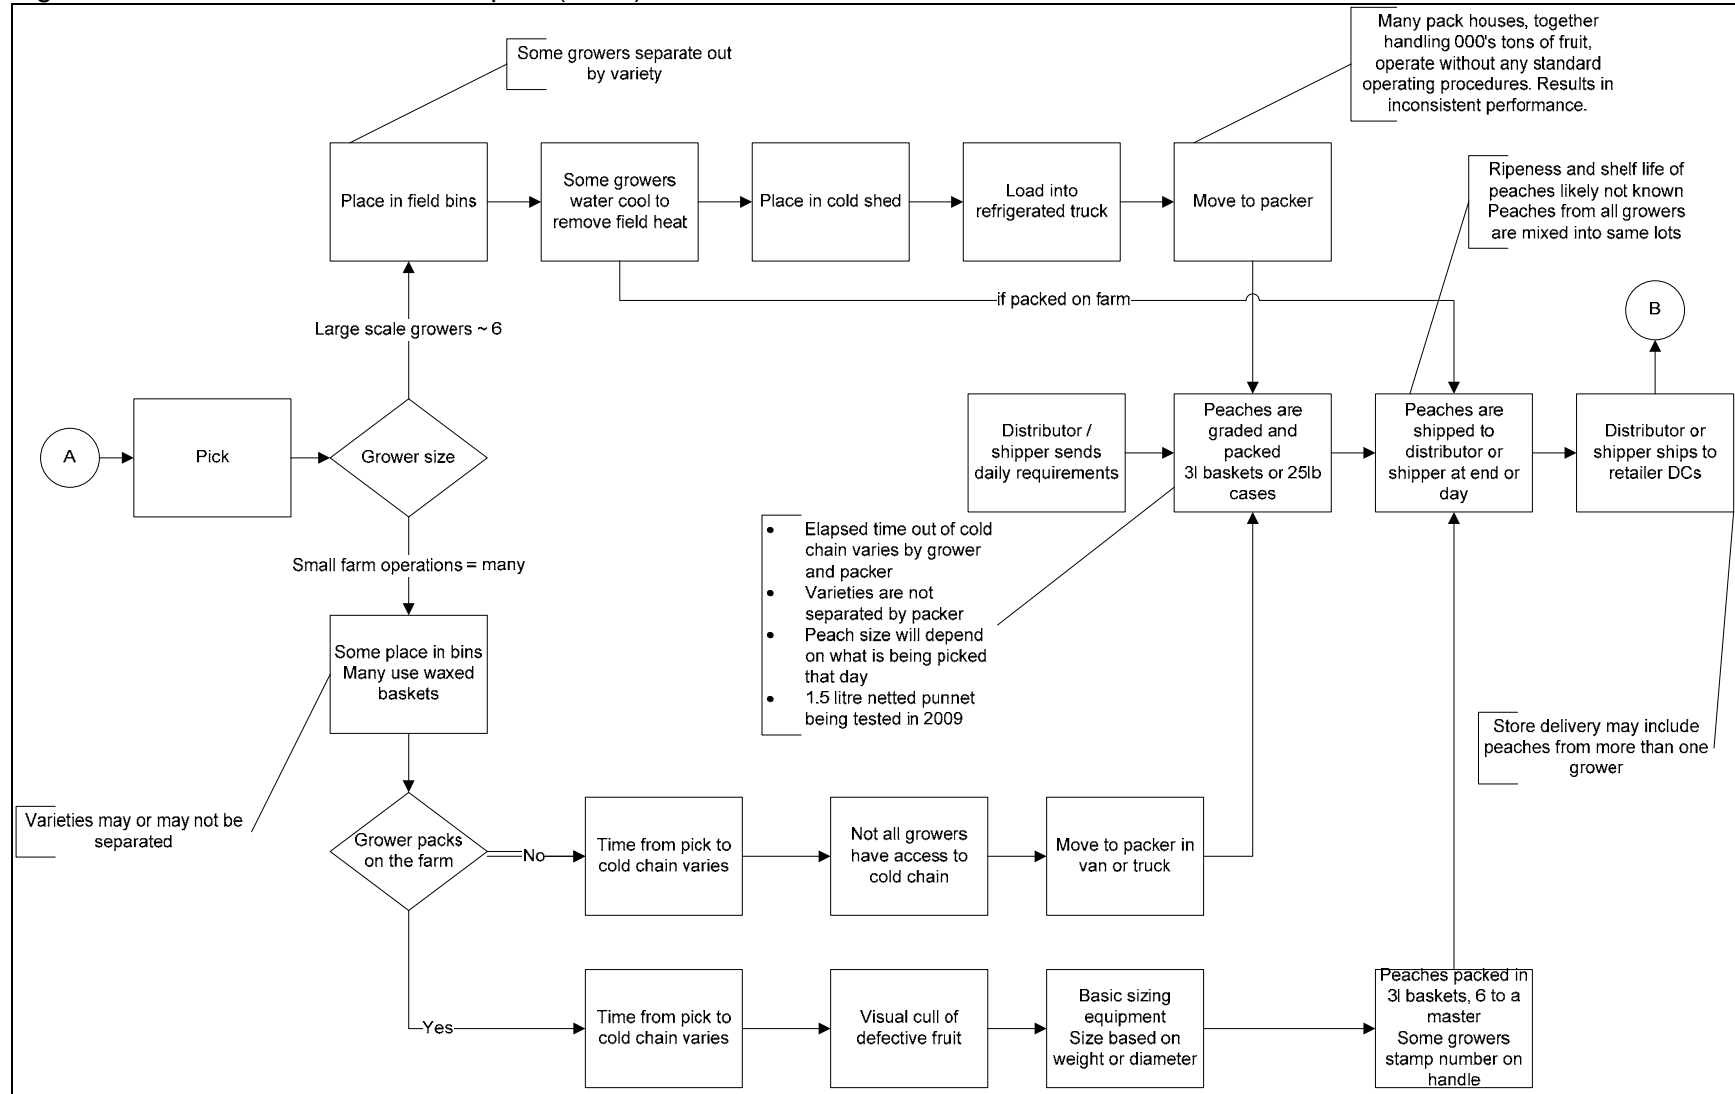 Some growers separate out
by variety
Many pack houses, together
handling 000's tons of fruit,
operate without any standard
operating procedures. Results in
inconsistent performance.
Place in field bins
Some growers
water cool to
remove field heat
Place in cold shed
Load into
refrigerated truck
Move to packer
Ripeness and shelf life of
peaches likely not known
Peaches from all growers
are mixed into same lots
if packed on farm
Large scale growers ~ 6
B
A
Pick
Grower size
Distributor /
shipper sends
daily requirements
Peaches are
graded and
packed
3l baskets or 25lb
cases
Peaches are
shipped to
distributor or
shipper at end or
day
Distributor or
shipper ships to
retailer DCs
Small farm operations = many
• Elapsed time out of cold
chain varies by grower
and packer
• Varieties are not
separated by packer
• Peach size will depend
on what is being picked
that day
• 1.5 litre netted punnet
being tested in 2009
Some place in bins
Many use waxed
baskets
Store delivery may include
peaches from more than one
grower
Varieties may or may not be
separated
Grower packs
on the farm
No
Time from pick to
cold chain varies
Not all growers
have access to
cold chain
Move to packer in
van or truck
Yes
Time from pick to
cold chain varies
Visual cull of
defective fruit
Basic sizing
equipment
Size based on
weight or diameter
Peaches packed in
3l baskets, 6 to a
master
Some growers
stamp number on
handle